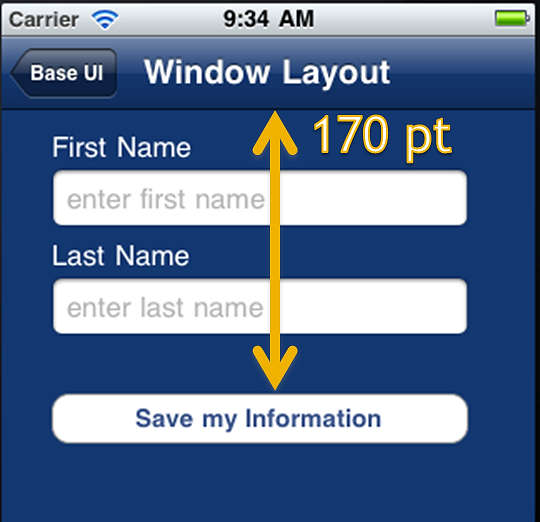 Carrier 9:34 AM
Base UI Window Layout
170 pt
First Name
enter first name
Last Name
enter last name
Save my Information